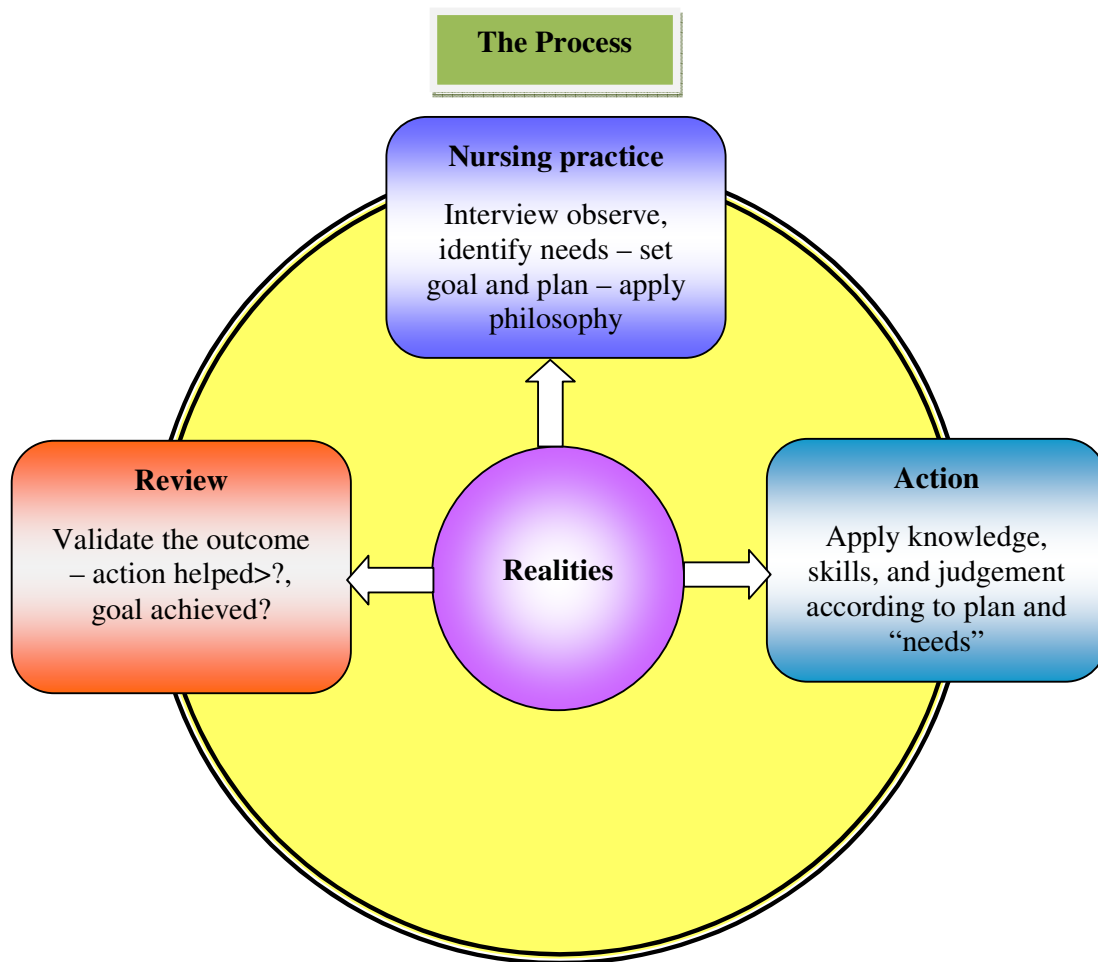 The Process
Nursing practice
Interview observe,
identify needs – set
goal and plan – apply
philosophy
Review
Validate the outcome
– action helped>?,
goal achieved?
Realities
Action
Apply knowledge,
skills, and judgement
according to plan and
“needs”